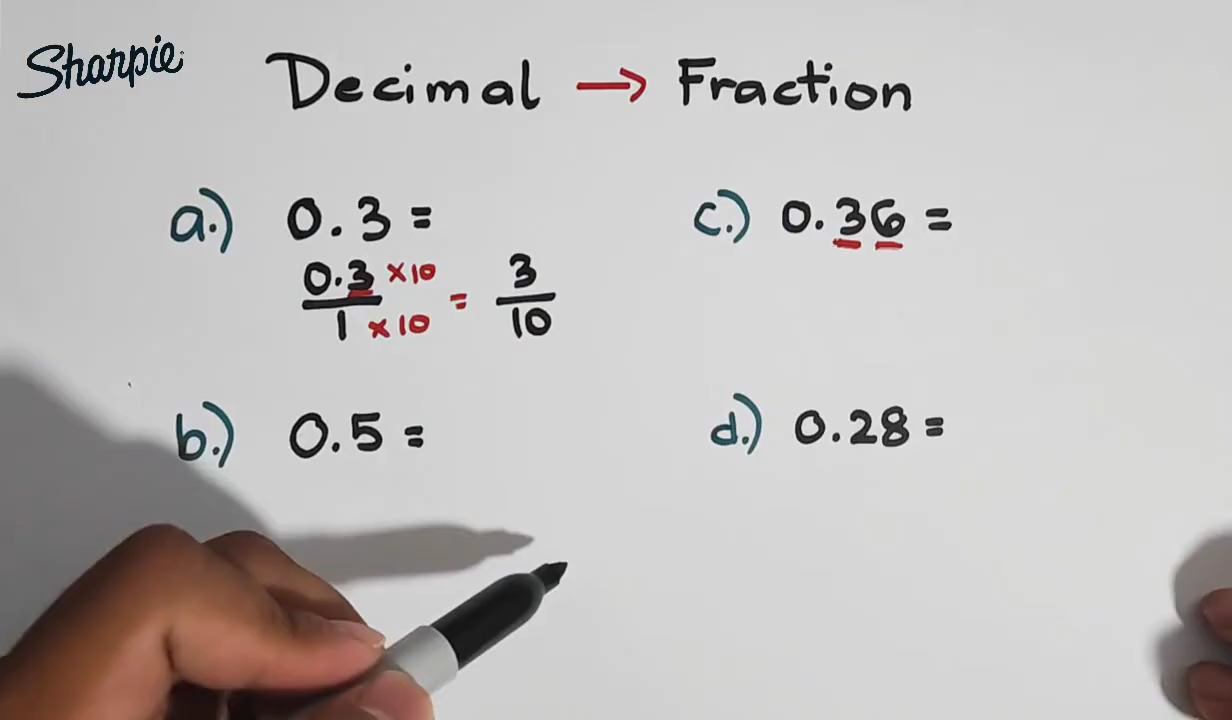 Sharpie
Decimal → Fraction
a.) 0.3 =
0.3 × 10
1 × 10
=
3
10
b.) 0.5 =
c.) 0.36 =
d.) 0.28 =